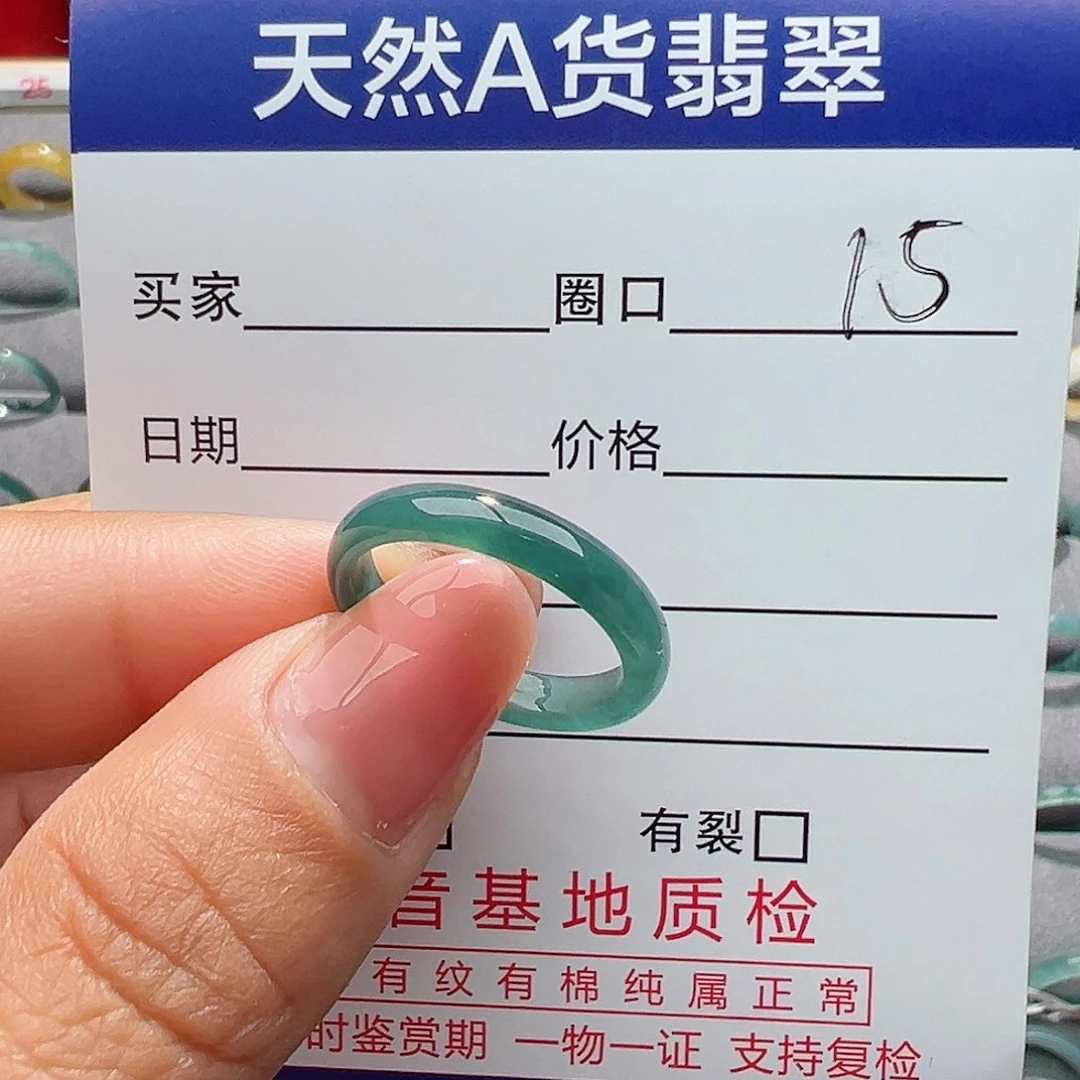 天然A货翡翠
25
买家 圈口 15
日期 价格
有裂
音基地质检
有纹有棉纯属正常
时鉴赏期 一物一证 支持复检